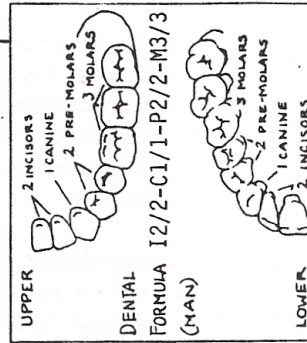 UPPER
2 INCISORS
1 CANINE
2 PRE-MOLARS
3 MOLARS
DENTAL
FORMULA I2/2-C1/1-P2/2-M3/3
(MAN)
3 MOLARS
2 PRE-MOLARS
1 CANINE
2 INCISORS
LOWER